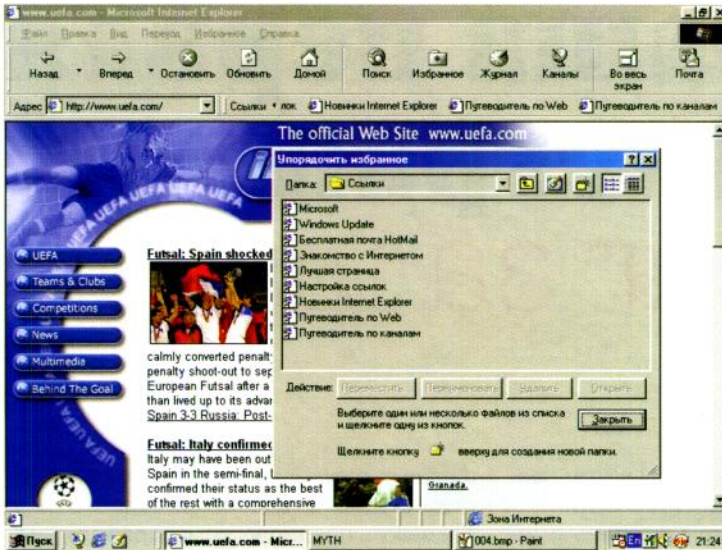 www.uefa.com - Microsoft Internet Explorer
Файл Правка Вид Переход Избранное Справка
Назад Вперед Остановить Обновить Домой Поиск Избранное Журнал Каналы Во весь экран Почта
Адрес http://www.uefa.com/ Ссылки лок Новинки Internet Explorer Путеводитель по Web Путеводитель по каналам
The official Web Site www.uefa.com
UEFA UEFA UEFA UEFA
Упорядочить избранное
Папка: Ссылки
Microsoft
Windows Update
Бесплатная почта HotMail
Знакомство с Интернетом
Лучшая страница
Настройка ссылок
Новинки Internet Explorer
Путеводитель по Web
Путеводитель по каналам
Действие: Переместить Переименовать Удалить Открыть
Выберите один или несколько файлов из списка
и щелкните одну из кнопок.
Закрыть
Щелкните кнопку вверху для создания новой папки.
UEFA
Teams & Clubs
Competitions
News
Multimedia
Behind The Goal
Futsal: Spain shocked
calmly converted penalt
penalty shoot-out to sep
European Futsal after a
than lived up to its advar
Spain 3-3 Russia: Post-
Futsal: Italy confirmed
Italy may have been out
Spain in the semi-final,
confirmed their status as the best
of the rest with a comprehensive
Granada.
Зона Интернета
Пуск www.uefa.com - Micr... MYTH 004.bmp - Paint En 21:24